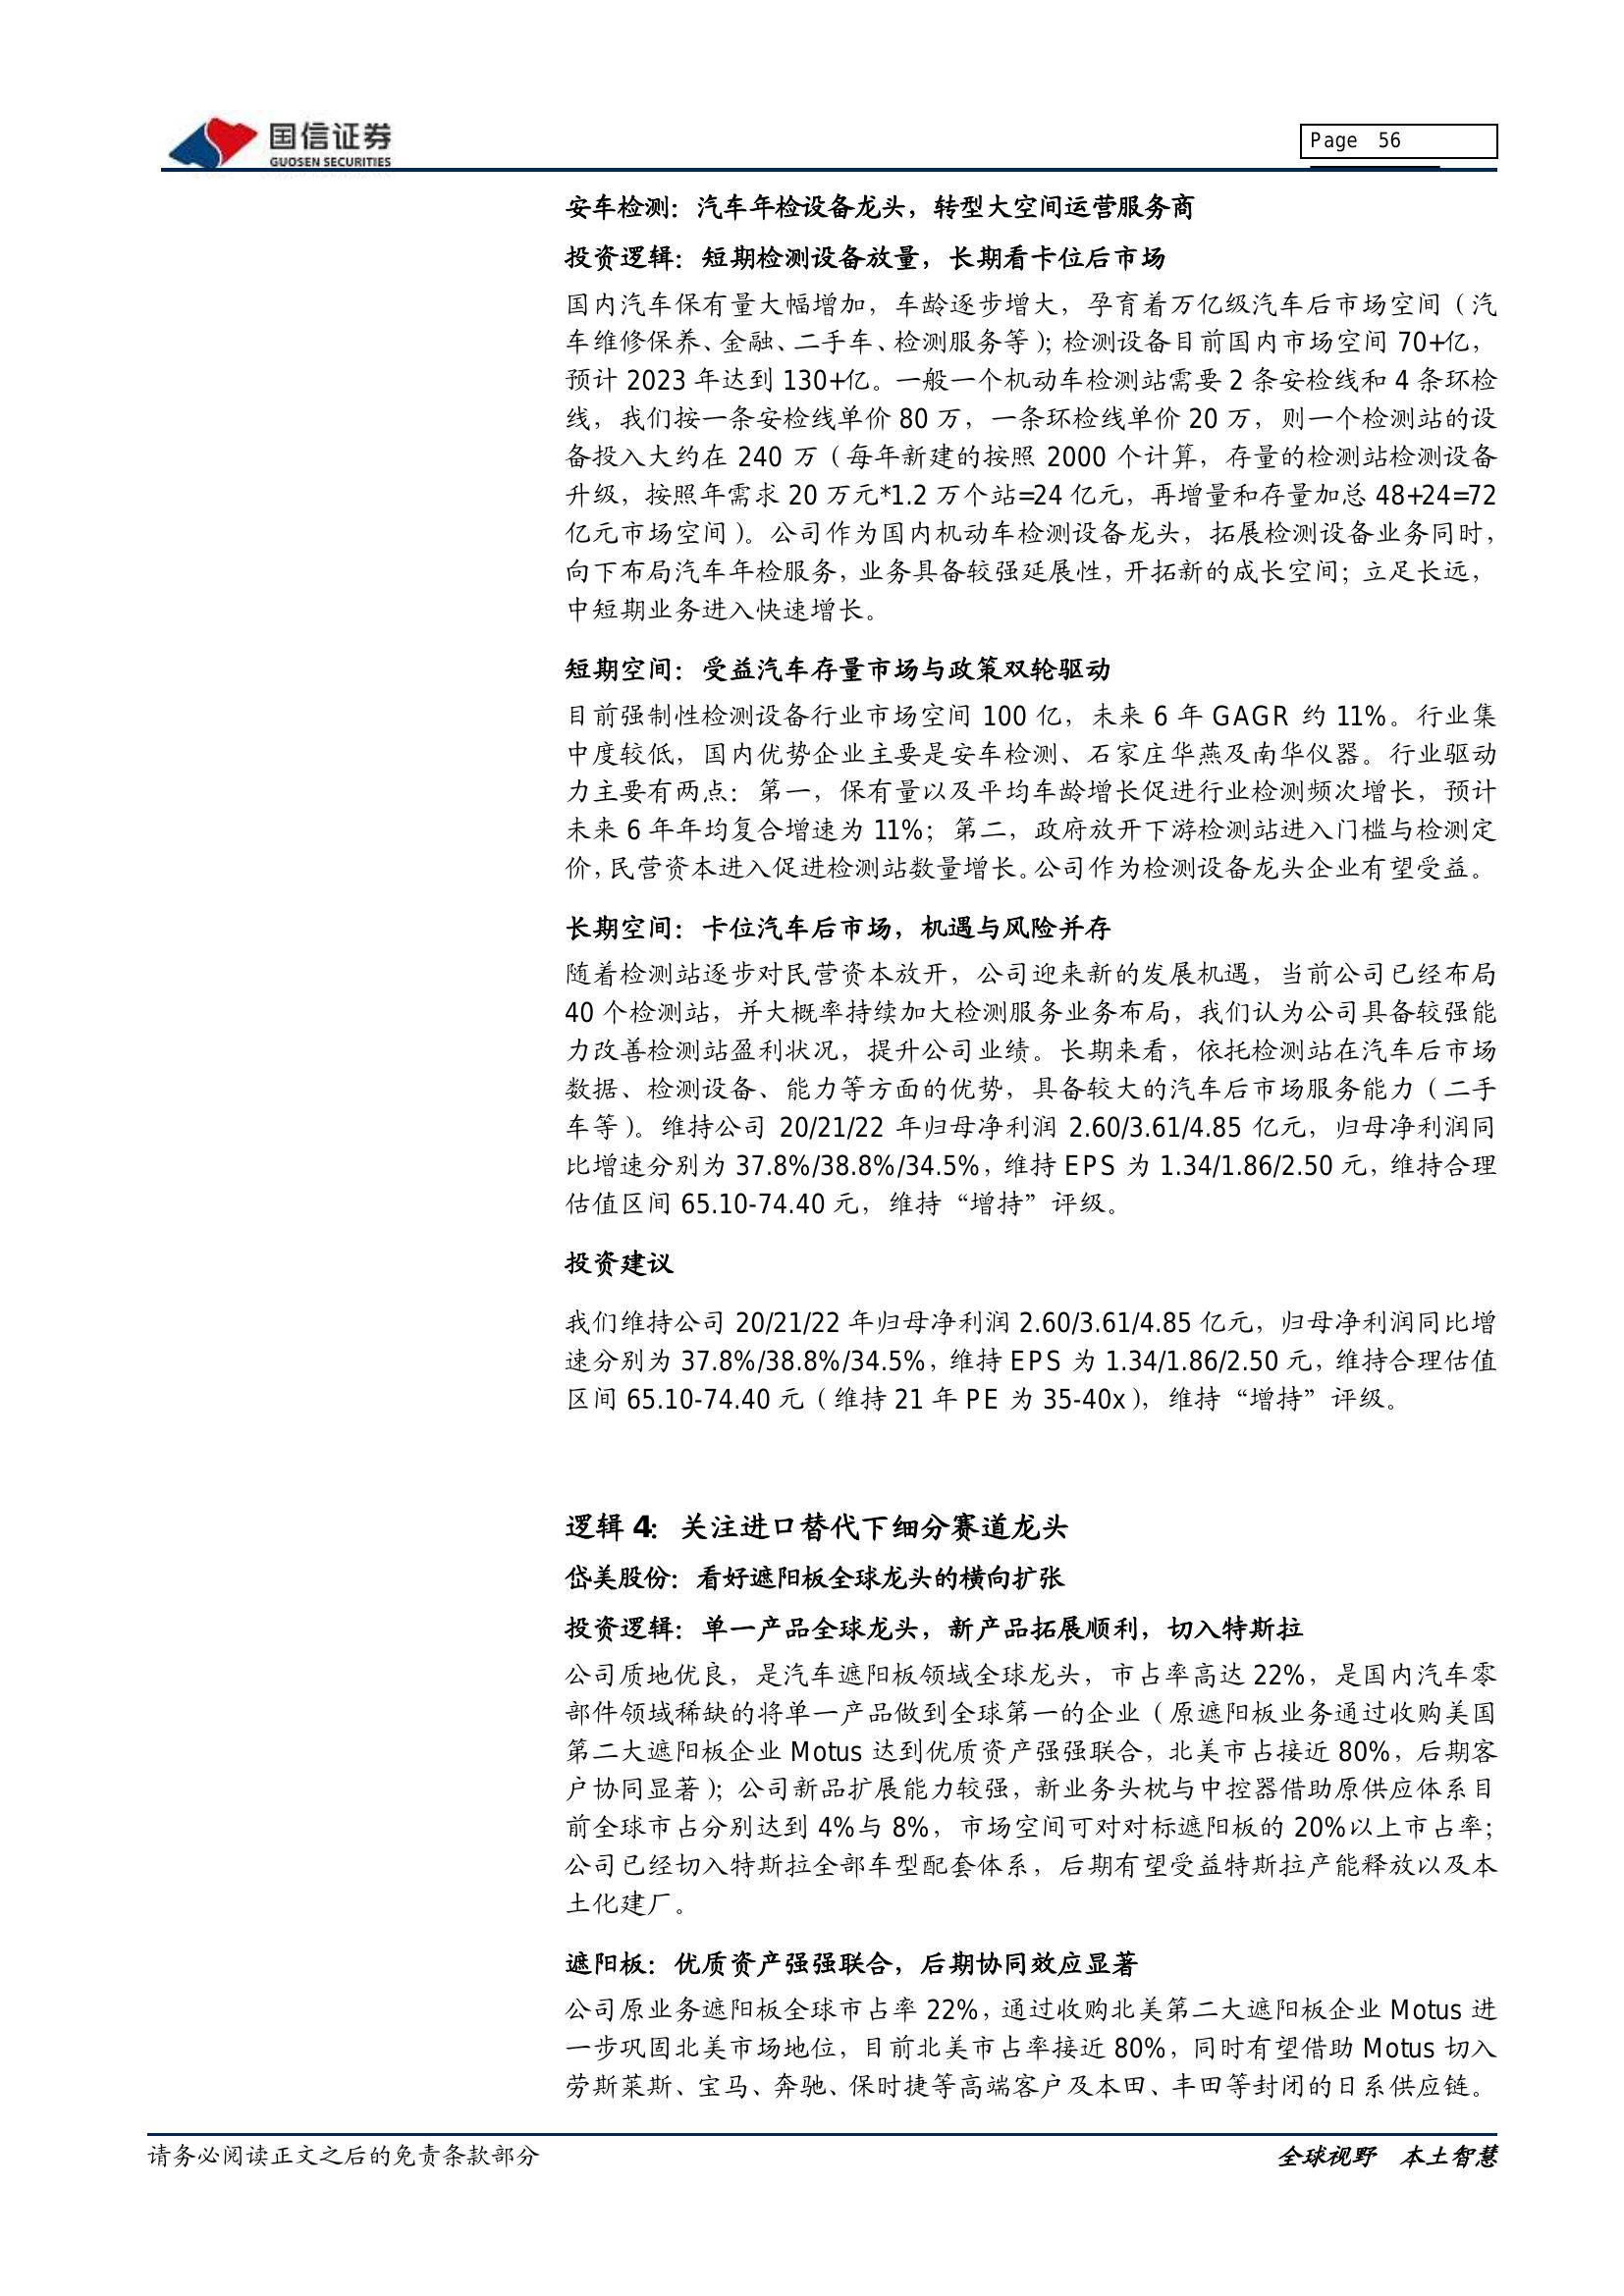 国信证券
GUOSEN SECURITIES
Page 56
安车检测：汽车年检设备龙头，转型大空间运营服务商
投资逻辑：短期检测设备放量，长期看卡位后市场
国内汽车保有量大幅增加，车龄逐步增大，孕育着万亿级汽车后市场空间（汽
车维修保养、金融、二手车、检测服务等）；检测设备目前国内市场空间 70+亿，
预计 2023 年达到 130+亿。一般一个机动车检测站需要 2 条安检线和 4 条环检
线，我们按一条安检线单价 80 万，一条环检线单价 20 万，则一个检测站的设
备投入大约在 240 万（每年新建的按照 2000 个计算，存量的检测站检测设备
升级，按照年需求 20 万元*1.2 万个站=24 亿元，再增量和存量加总 48+24=72
亿元市场空间）。公司作为国内机动车检测设备龙头，拓展检测设备业务同时，
向下布局汽车年检服务，业务具备较强延展性，开拓新的成长空间；立足长远，
中短期业务进入快速增长。
短期空间：受益汽车存量市场与政策双轮驱动
目前强制性检测设备行业市场空间 100 亿，未来 6 年 GAGR 约 11%。行业集
中度较低，国内优势企业主要是安车检测、石家庄华燕及南华仪器。行业驱动
力主要有两点：第一，保有量以及平均车龄增长促进行业检测频次增长，预计
未来 6 年年均复合增速为 11%；第二，政府放开下游检测站进入门槛与检测定
价，民营资本进入促进检测站数量增长。公司作为检测设备龙头企业有望受益。
长期空间：卡位汽车后市场，机遇与风险并存
随着检测站逐步对民营资本放开，公司迎来新的发展机遇，当前公司已经布局
40 个检测站，并大概率持续加大检测服务业务布局，我们认为公司具备较强能
力改善检测站盈利状况，提升公司业绩。长期来看，依托检测站在汽车后市场
数据、检测设备、能力等方面的优势，具备较大的汽车后市场服务能力（二手
车等）。维持公司 20/21/22 年归母净利润 2.60/3.61/4.85 亿元，归母净利润同
比增速分别为 37.8%/38.8%/34.5%，维持 EPS 为 1.34/1.86/2.50 元，维持合理
估值区间 65.10-74.40 元，维持“增持”评级。
投资建议
我们维持公司 20/21/22 年归母净利润 2.60/3.61/4.85 亿元，归母净利润同比增
速分别为 37.8%/38.8%/34.5%，维持 EPS 为 1.34/1.86/2.50 元，维持合理估值
区间 65.10-74.40 元（维持 21 年 PE 为 35-40x），维持“增持”评级。
逻辑 4：关注进口替代下细分赛道龙头
岱美股份：看好遮阳板全球龙头的横向扩张
投资逻辑：单一产品全球龙头，新产品拓展顺利，切入特斯拉
公司质地优良，是汽车遮阳板领域全球龙头，市占率高达 22%，是国内汽车零
部件领域稀缺的将单一产品做到全球第一的企业（原遮阳板业务通过收购美国
第二大遮阳板企业 Motus 达到优质资产强强联合，北美市占接近 80%，后期客
户协同显著）；公司新品扩展能力较强，新业务头枕与中控器借助原供应体系目
前全球市占分别达到 4%与 8%，市场空间可对对标遮阳板的 20%以上市占率；
公司已经切入特斯拉全部车型配套体系，后期有望受益特斯拉产能释放以及本
土化建厂。
遮阳板：优质资产强强联合，后期协同效应显著
公司原业务遮阳板全球市占率 22%，通过收购北美第二大遮阳板企业 Motus 进
一步巩固北美市场地位，目前北美市占率接近 80%，同时有望借助 Motus 切入
劳斯莱斯、宝马、奔驰、保时捷等高端客户及本田、丰田等封闭的日系供应链。
请务必阅读正文之后的免责条款部分
全球视野 本土智慧